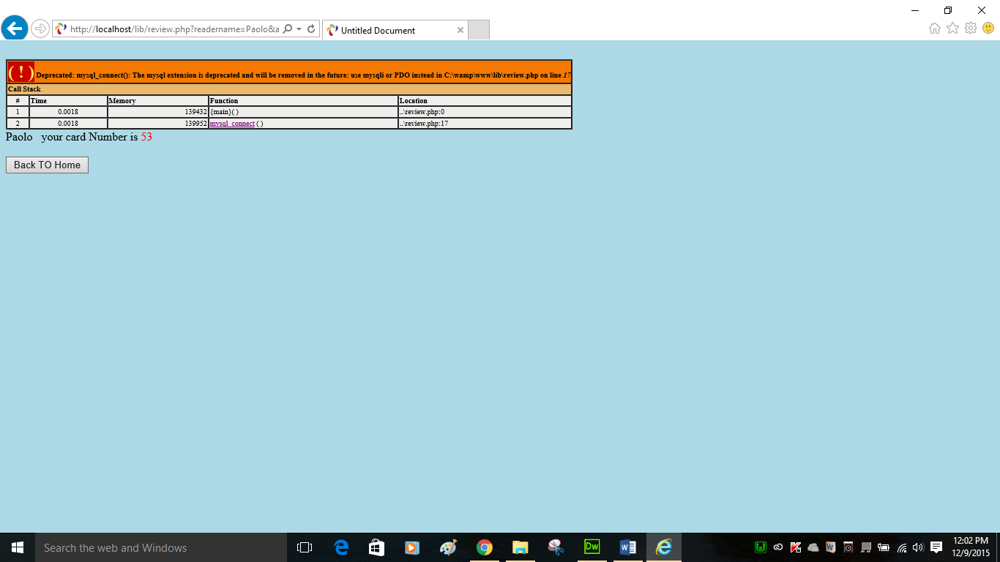 http://localhost/lib/review.php?readername=Paolo&a
Untitled Document
( ! ) Deprecated: mysql_connect(): The mysql extension is deprecated and will be removed in the future: use mysqli or PDO instead in C:\wamp\www\lib\review.php on line 17
Call Stack
# Time Memory Function Location
1 0.0018 139432 {main}( ) ..\review.php:0
2 0.0018 139952 mysql_connect ( ) ..\review.php:17
Paolo your card Number is 53
Back TO Home
Search the web and Windows
Dw
12:02 PM
12/9/2015